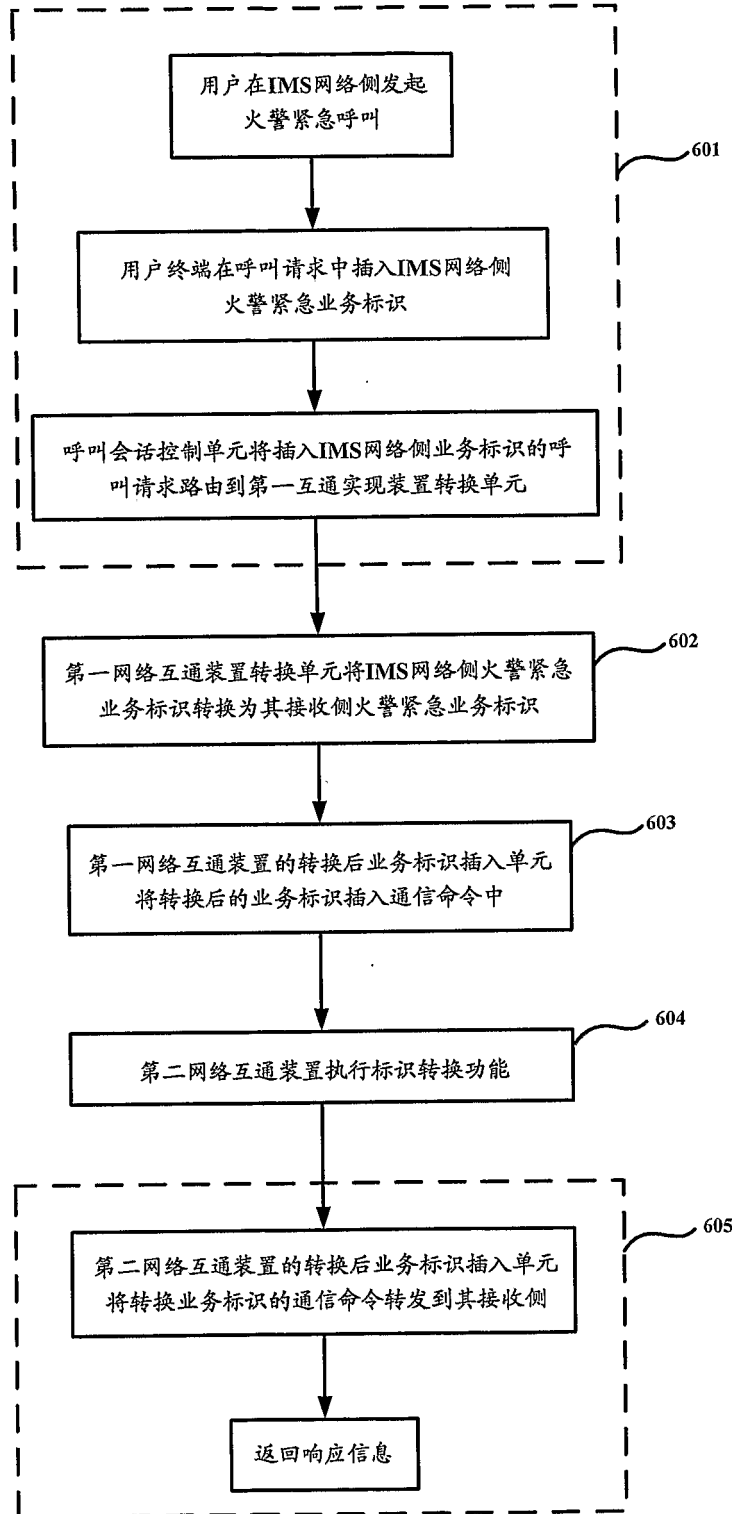 用户在IMS网络侧发起
火警紧急呼叫
601
用户终端在呼叫请求中插入IMS网络侧
火警紧急业务标识
呼叫会话控制单元将插入IMS网络侧业务标识的呼
叫请求路由到第一互通实现装置转换单元
602
第一网络互通装置转换单元将IMS网络侧火警紧急
业务标识转换为其接收侧火警紧急业务标识
603
第一网络互通装置的转换后业务标识插入单元
将转换后的业务标识插入通信命令中
604
第二网络互通装置执行标识转换功能
605
第二网络互通装置的转换后业务标识插入单元
将转换业务标识的通信命令转发到其接收侧
返回响应信息